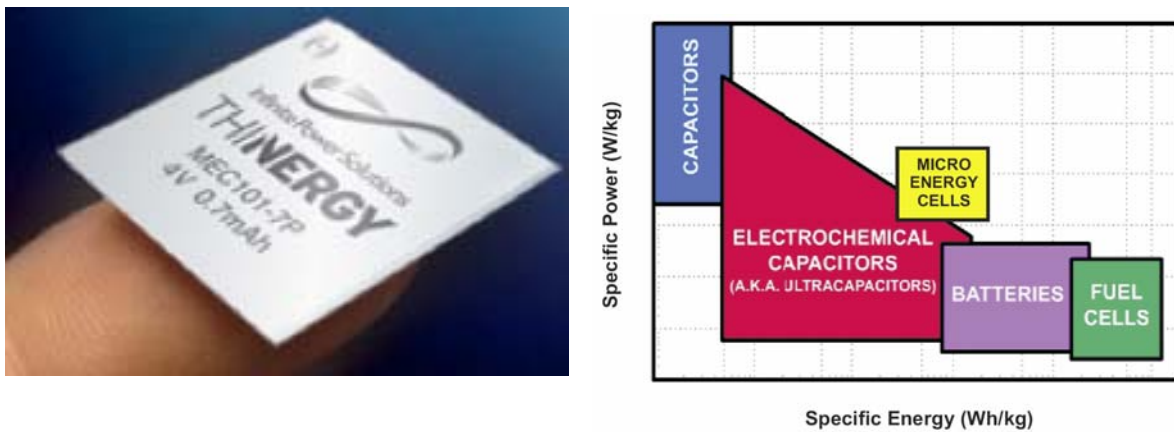 (-)
Infinite Power Solutions
THINERGY
MEC101-7P
4V 0.7mAh
Specific Power (W/kg)
CAPACITORS
MICRO
ENERGY
CELLS
ELECTROCHEMICAL
CAPACITORS
(A.K.A. ULTRACAPACITORS)
BATTERIES
FUEL
CELLS
Specific Energy (Wh/kg)